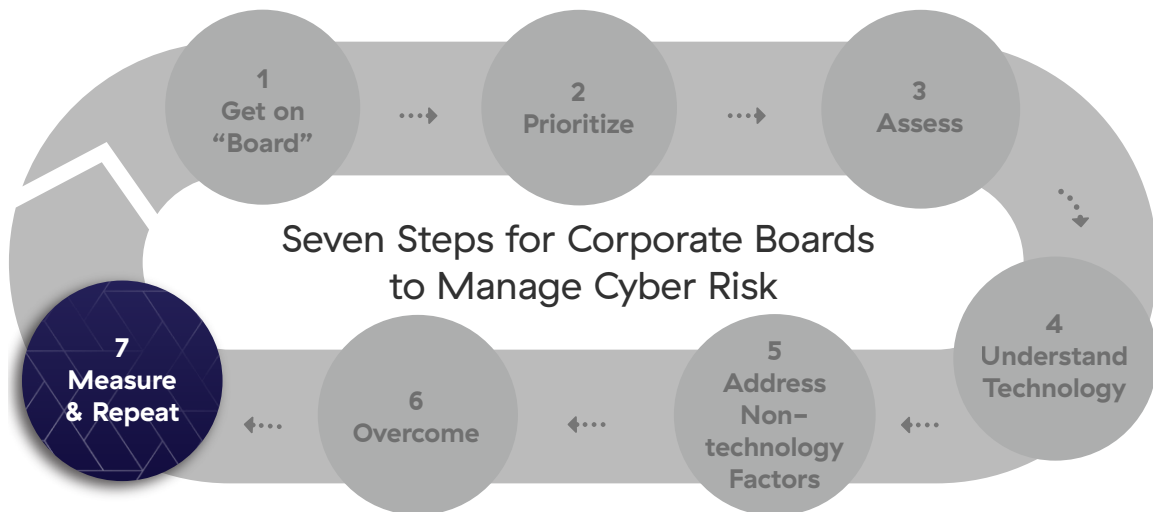 1
Get on
“Board”
2
Prioritize
3
Assess
Seven Steps for Corporate Boards
to Manage Cyber Risk
4
Understand
Technology
5
Address
Non–
technology
Factors
6
Overcome
7
Measure
& Repeat